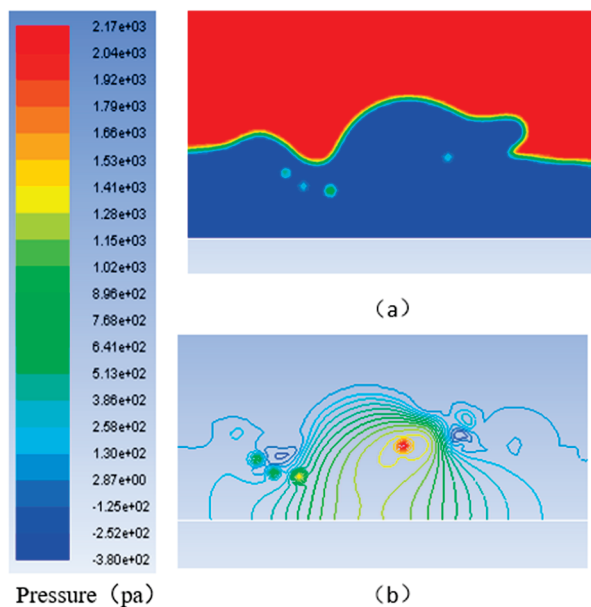 2.17e+03
2.04e+03
1.92e+03
1.79e+03
1.66e+03
1.53e+03
1.41e+03
1.28e+03
1.15e+03
1.02e+03
8.96e+02
7.68e+02
6.41e+02
5.13e+02
3.86e+02
2.58e+02
1.30e+02
2.87e+00
-1.25e+02
-2.52e+02
-3.80e+02
Pressure（pa）
（a）
（b）